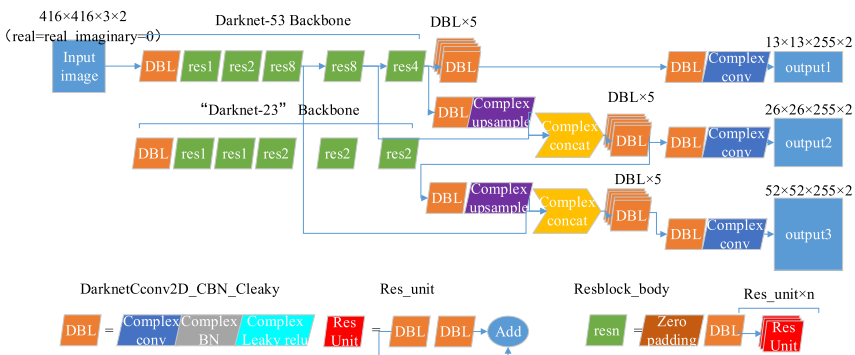 416×416×3×2
(real=real_imaginary=0)
Darknet-53 Backbone
DBL×5
Input
image
DBL
res1
res2
res8
res8
res4
DBL
DBL
Complex
conv
13×13×255×2
output1
“Darknet-23” Backbone
DBL
Complex
upsample
Complex
concat
DBL×5
DBL
DBL
Complex
conv
26×26×255×2
output2
DBL
res1
res1
res2
res2
res2
DBL
Complex
upsample
Complex
concat
DBL×5
DBL
DBL
Complex
conv
52×52×255×2
output3
DarknetCconv2D_CBN_Cleaky
DBL
=
Complex
conv
Complex
BN
Complex
Leaky relu
Res_unit
Res
Unit
=
DBL
DBL
Add
Resblock_body
resn
=
Zero
padding
DBL
Res_unit×n
Res
Unit